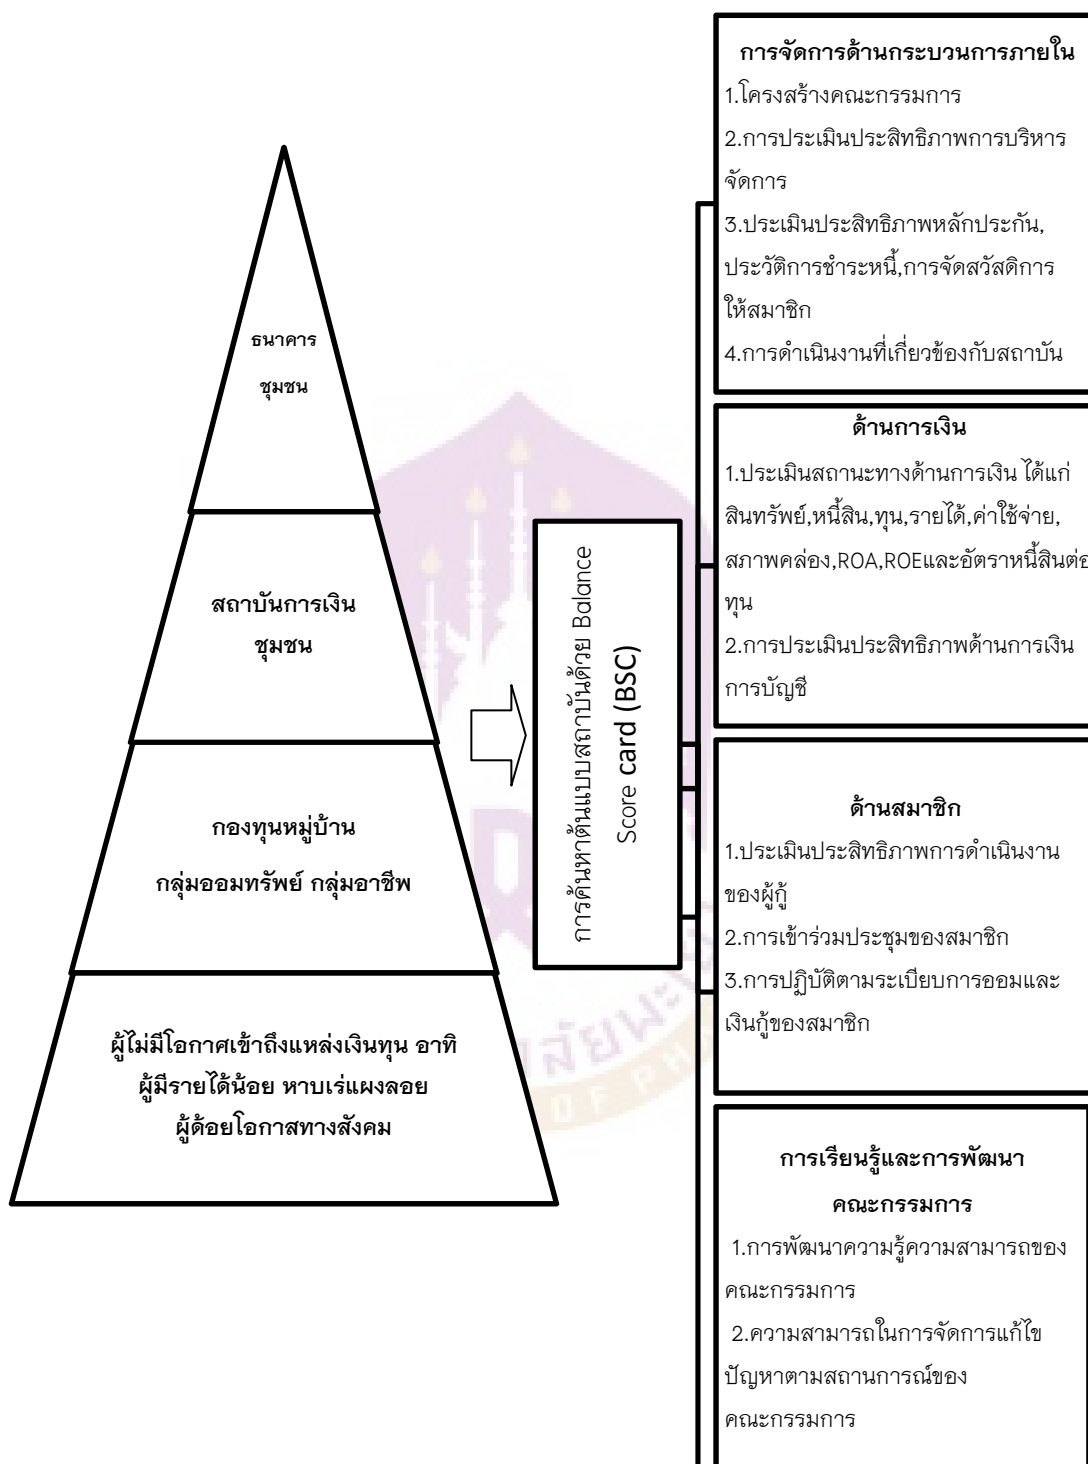 ธนาคาร
ชุมชน
สถาบันการเงิน
ชุมชน
กองทุนหมู่บ้าน
กลุ่มออมทรัพย์ กลุ่มอาชีพ
ผู้ไม่มีโอกาสเข้าถึงแหล่งเงินทุน อาทิ
ผู้มีรายได้น้อย หาบเร่แผงลอย
ผู้ด้อยโอกาสทางสังคม
การค้นหาต้นแบบสถาบันด้วย Balance
Score card (BSC)
การจัดการด้านกระบวนการภายใน
1.โครงสร้างคณะกรรมการ
2.การประเมินประสิทธิภาพการบริหาร
จัดการ
3.ประเมินประสิทธิภาพหลักประกัน,
ประวัติการชำระหนี้,การจัดสวัสดิการ
ให้สมาชิก
4.การดำเนินงานที่เกี่ยวข้องกับสถาบัน
ด้านการเงิน
1.ประเมินสถานะทางด้านการเงิน ได้แก่
สินทรัพย์,หนี้สิน,ทุน,รายได้,ค่าใช้จ่าย,
สภาพคล่อง,ROA,ROEและอัตราหนี้สินต่อ
ทุน
2.การประเมินประสิทธิภาพด้านการเงิน
การบัญชี
ด้านสมาชิก
1.ประเมินประสิทธิภาพการดำเนินงาน
ของผู้กู้
2.การเข้าร่วมประชุมของสมาชิก
3.การปฏิบัติตามระเบียบการออมและ
เงินกู้ของสมาชิก
การเรียนรู้และการพัฒนา
คณะกรรมการ
1.การพัฒนาความรู้ความสามารถของ
คณะกรรมการ
2.ความสามารถในการจัดการแก้ไข
ปัญหาตามสถานการณ์ของ
คณะกรรมการ